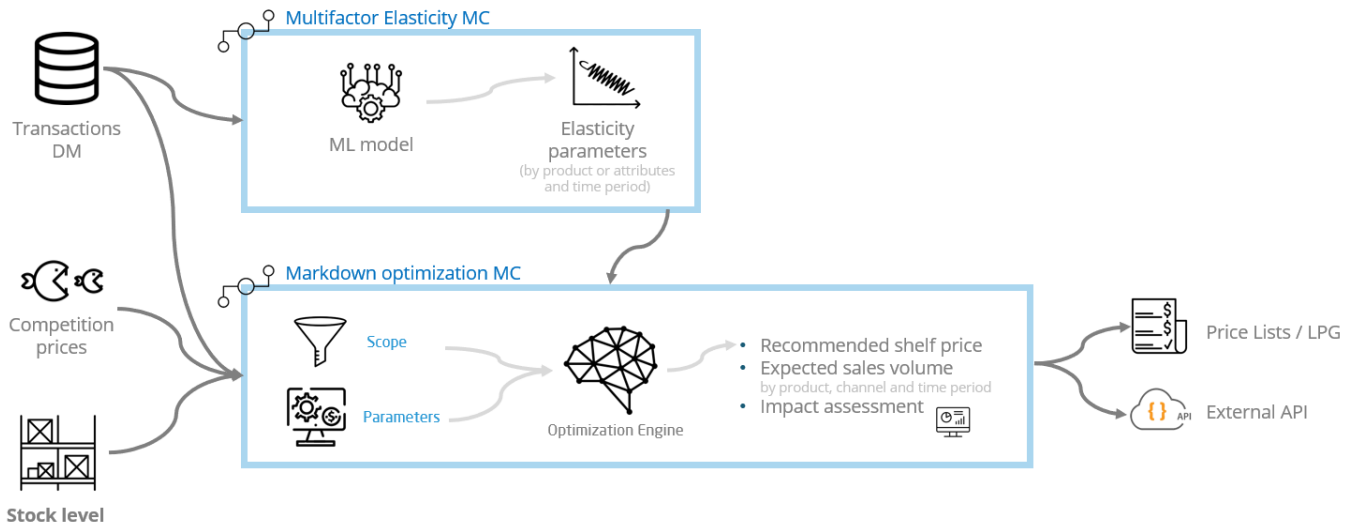 Multifactor Elasticity MC
Transactions
DM
ML model
Elasticity
parameters
(by product or attributes
and time period)
Markdown optimization MC
Competition
prices
Stock level
Scope
Parameters
Optimization Engine
• Recommended shelf price
• Expected sales volume
by product, channel and time period
• Impact assessment
$
$
Price Lists / LPG
{ } API
External API